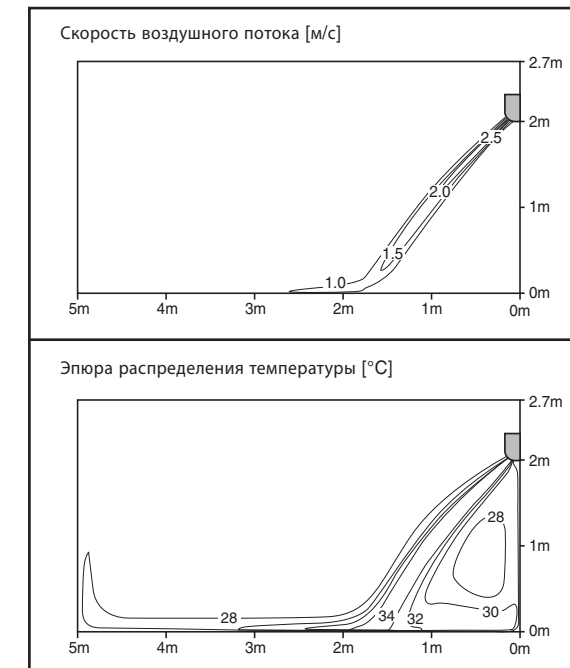 Скорость воздушного потока [м/с]
2.7m
2m
2.5
2.0
1m
1.5
1.0
0m
5m 4m 3m 2m 1m 0m
Эпюра распределения температуры [°C]
2.7m
2m
28
1m
30
28 34 32
0m
5m 4m 3m 2m 1m 0m